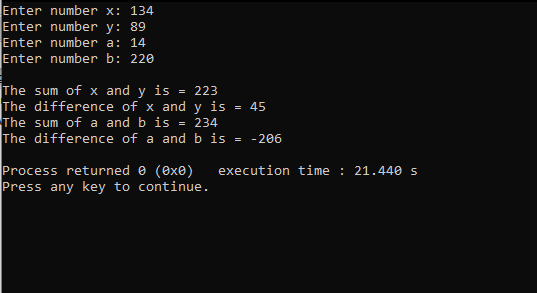 Enter number x: 134
Enter number y: 89
Enter number a: 14
Enter number b: 220
The sum of x and y is = 223
The difference of x and y is = 45
The sum of a and b is = 234
The difference of a and b is = -206
Process returned 0 (0x0)   execution time : 21.440 s
Press any key to continue.